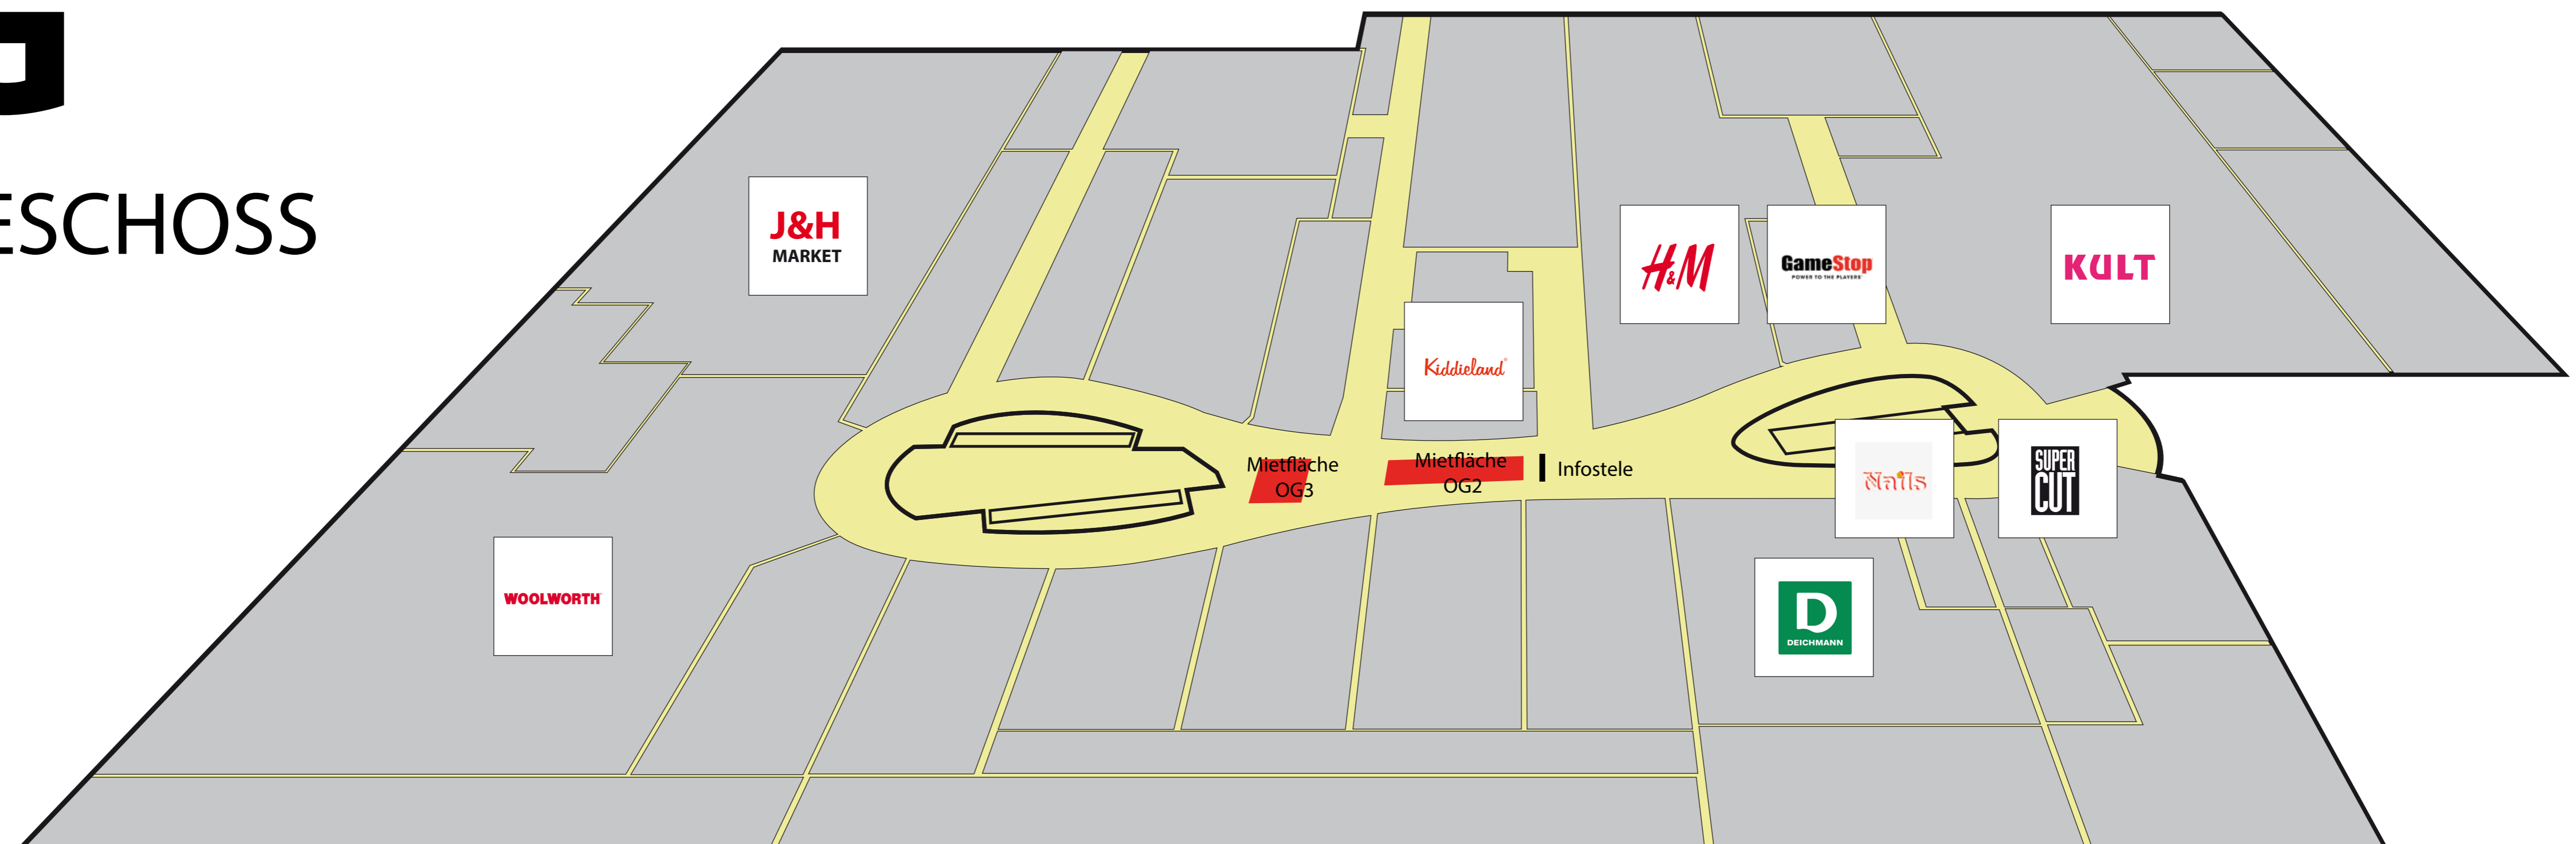 G
ESCHOSS
J&H
MARKET
H&M
GameStop
POWER TO THE PLAYERS
KULT
Kiddieland
Mietfläche
OG3
Mietfläche
OG2
Infostele
Nails
SUPER
CUT
WOOLWORTH
D
DEICHMANN